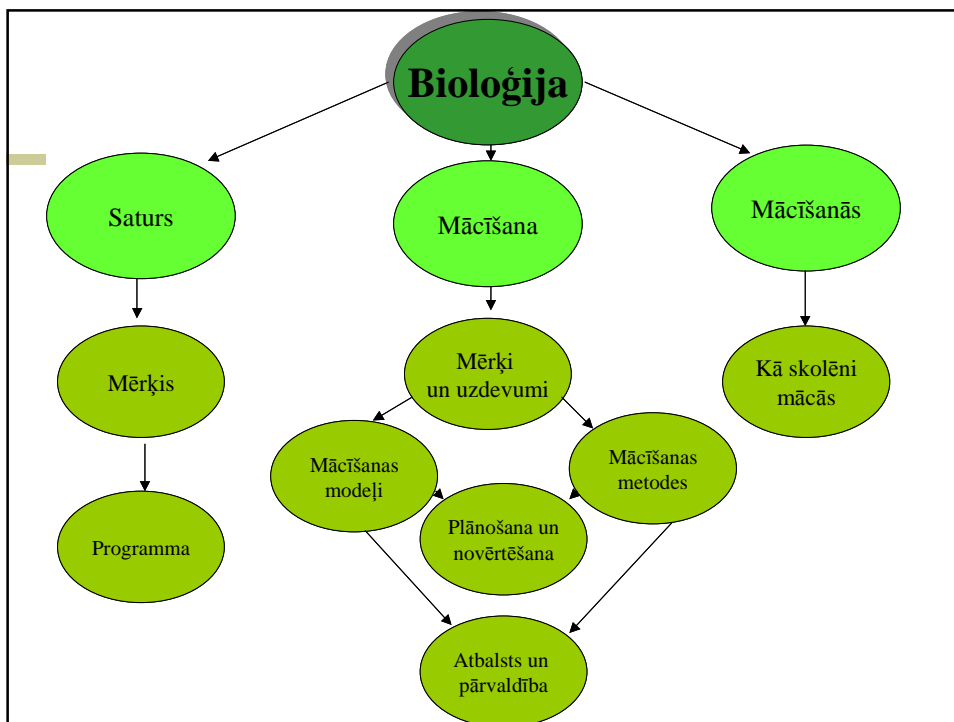 Bioloģija
Saturs
Mācīšana
Mācīšanās
Mērķis
Mērķi
un uzdevumi
Kā skolēni
mācās
Mācīšanas
modeļi
Mācīšanas
metodes
Programma
Plānošana un
novērtēšana
Atbalsts un
pārvaldība